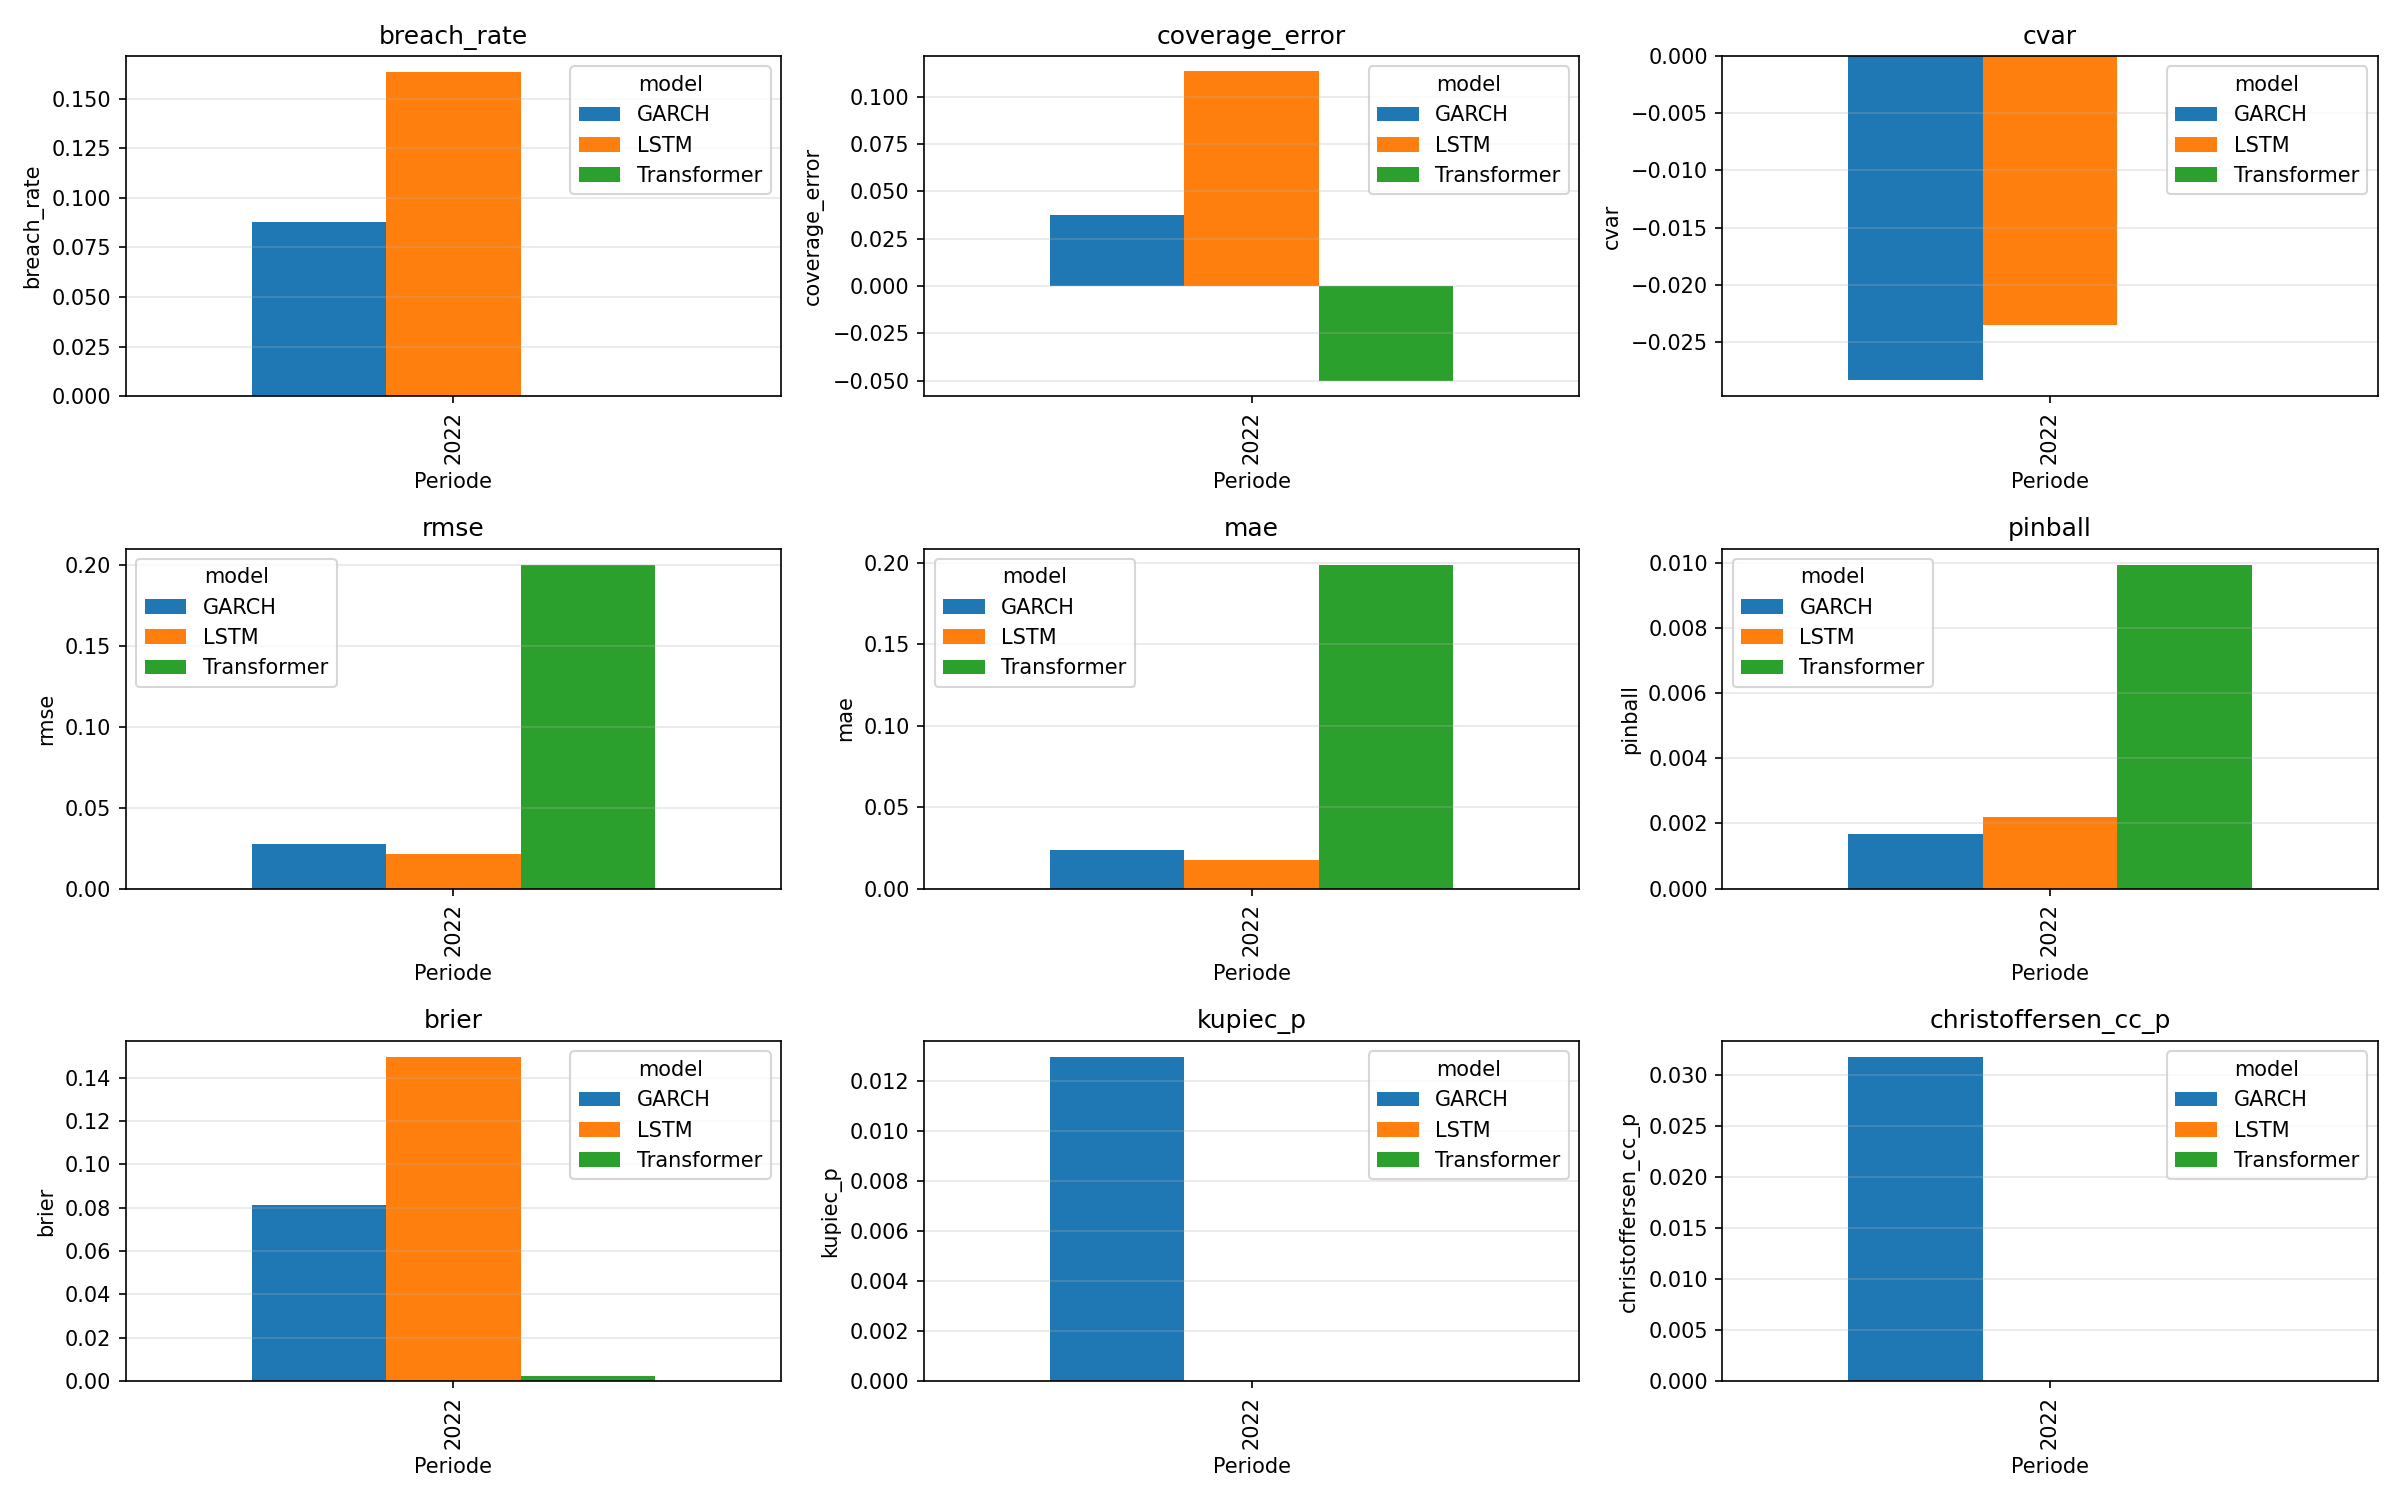 breach_rate
0.150
0.125
0.100
0.075
0.050
0.025
0.000
breach_rate
model
GARCH
LSTM
Transformer
2022
Periode
coverage_error
0.100
0.075
0.050
0.025
0.000
−0.025
−0.050
coverage_error
model
GARCH
LSTM
Transformer
2022
Periode
cvar
0.000
−0.005
−0.010
−0.015
−0.020
−0.025
cvar
model
GARCH
LSTM
Transformer
2022
Periode
rmse
0.20
0.15
0.10
0.05
0.00
rmse
model
GARCH
LSTM
Transformer
2022
Periode
mae
0.20
0.15
0.10
0.05
0.00
mae
model
GARCH
LSTM
Transformer
2022
Periode
pinball
0.010
0.008
0.006
0.004
0.002
0.000
pinball
model
GARCH
LSTM
Transformer
2022
Periode
brier
0.14
0.12
0.10
0.08
0.06
0.04
0.02
0.00
brier
model
GARCH
LSTM
Transformer
2022
Periode
kupiec_p
0.012
0.010
0.008
0.006
0.004
0.002
0.000
kupiec_p
model
GARCH
LSTM
Transformer
2022
Periode
christoffersen_cc_p
0.030
0.025
0.020
0.015
0.010
0.005
0.000
christoffersen_cc_p
model
GARCH
LSTM
Transformer
2022
Periode